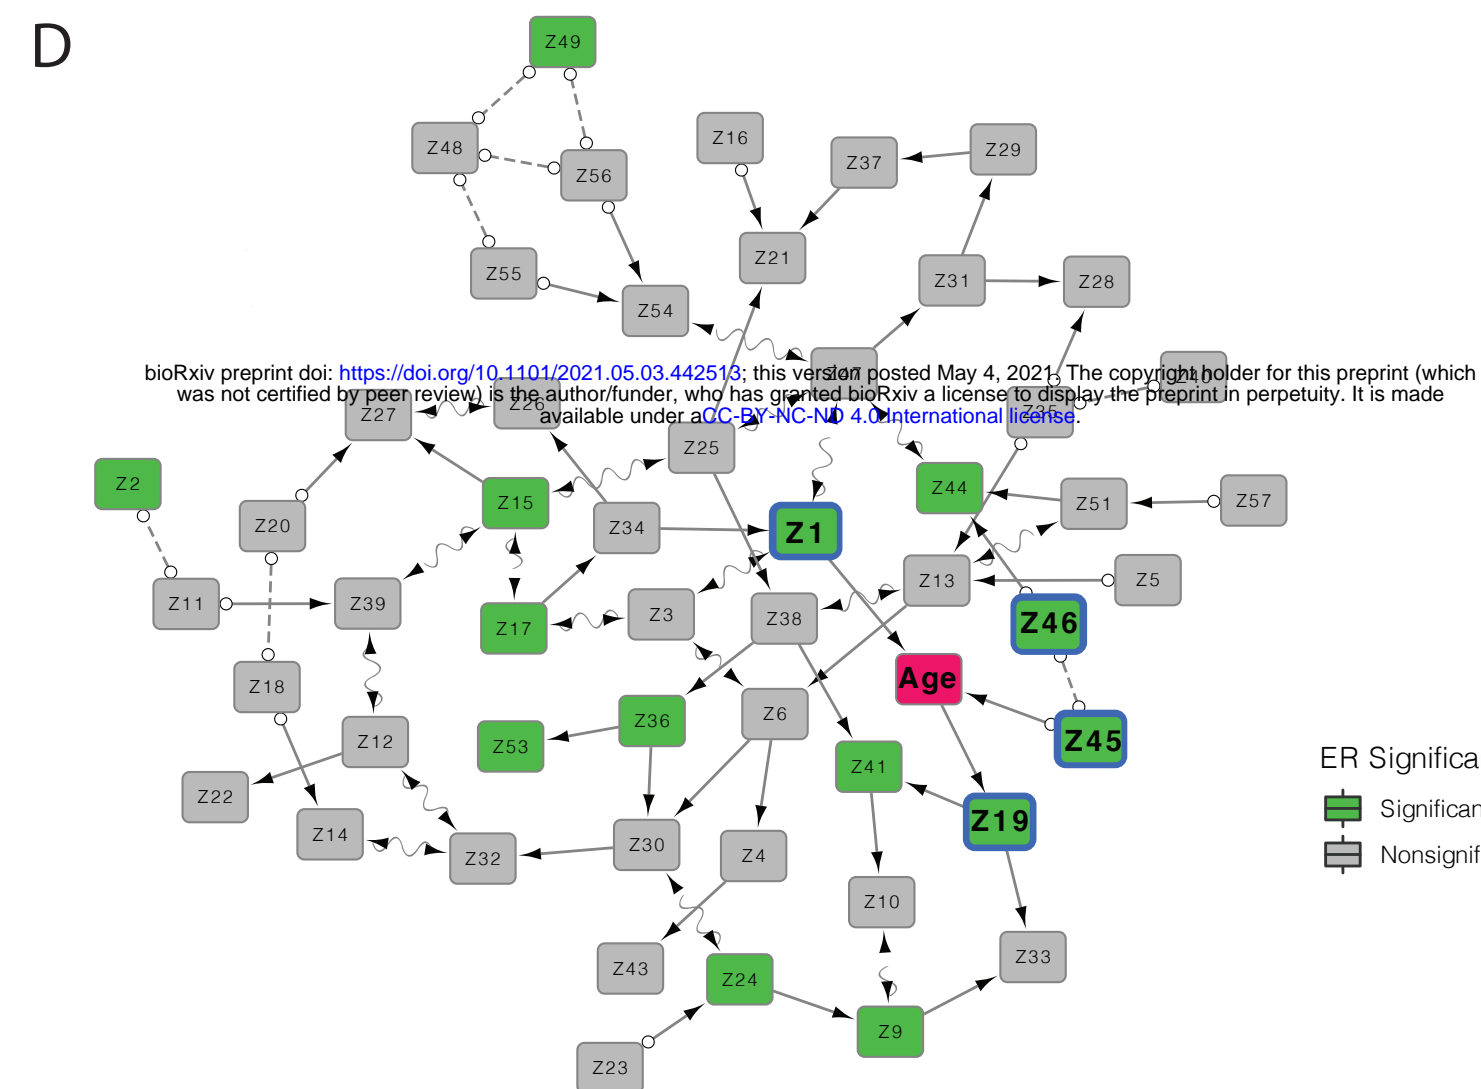 D
Z49
Z16
Z29
Z37
Z48
Z56
Z21
Z55
Z31
Z28
Z54
Z47
Z40
bioRxiv preprint doi: https://doi.org/10.1101/2021.05.03.442513; this version posted May 4, 2021. The copyright holder for this preprint (which
was not certified by peer review) is the author/funder, who has granted bioRxiv a license to display the preprint in perpetuity. It is made
available under aCC-BY-NC-ND 4.0 International license.
Z27
Z26
Z35
Z25
Z2
Z44
Z15
Z51
Z57
Z20
Z34
Z1
Z13
Z5
Z11
Z39
Z3
Z38
Z17
Z46
Age
Z18
Z6
Z36
Z12
Z53
Z45
ER Significa
Z41
Z22
Significan
Z19
Z14
Z30
Z4
Z32
Nonsignif
Z10
Z33
Z43
Z24
Z9
Z23